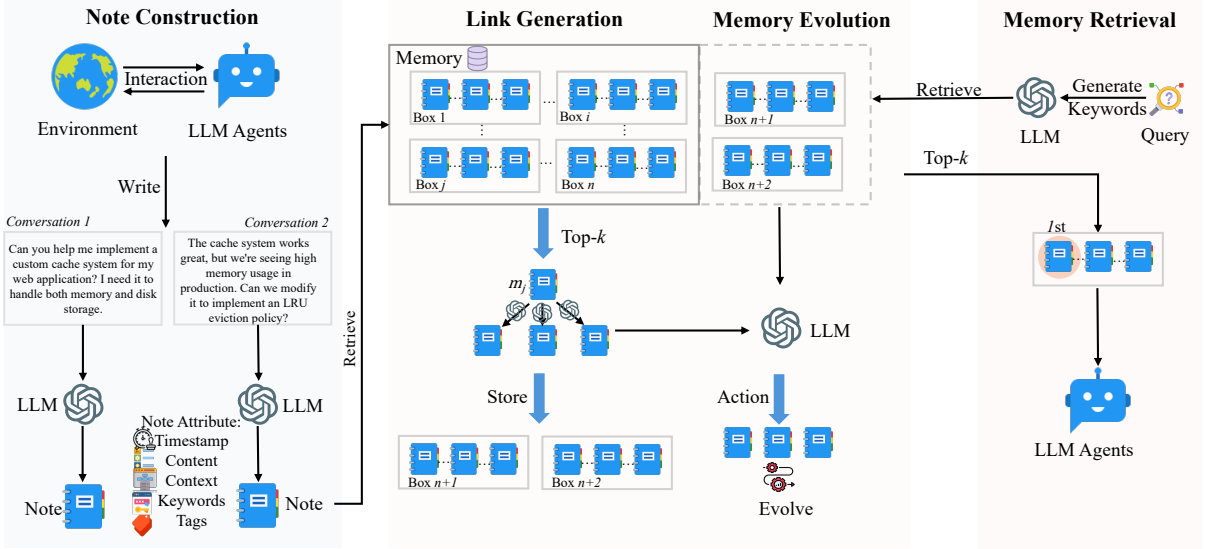 Note Construction
Interaction
Environment
LLM Agents
Write
Conversation 1
Can you help me implement a
custom cache system for my
web application? I need it to
handle both memory and disk
storage.
Conversation 2
The cache system works
great, but we're seeing high
memory usage in
production. Can we modify
it to implement an LRU
eviction policy?
LLM
LLM
Note Attribute:
Timestamp
Content
Context
Keywords
Tags
Note
Note
Retrieve
Link Generation
Memory Evolution
Memory
Box 1
...
Box i
Box j
...
Box n
Box n+1
Box n+2
Top-k
mj
LLM
Store
Action
Box n+1
Box n+2
Evolve
Memory Retrieval
Retrieve
LLM
Generate
Keywords
Query
Top-k
1st
LLM Agents